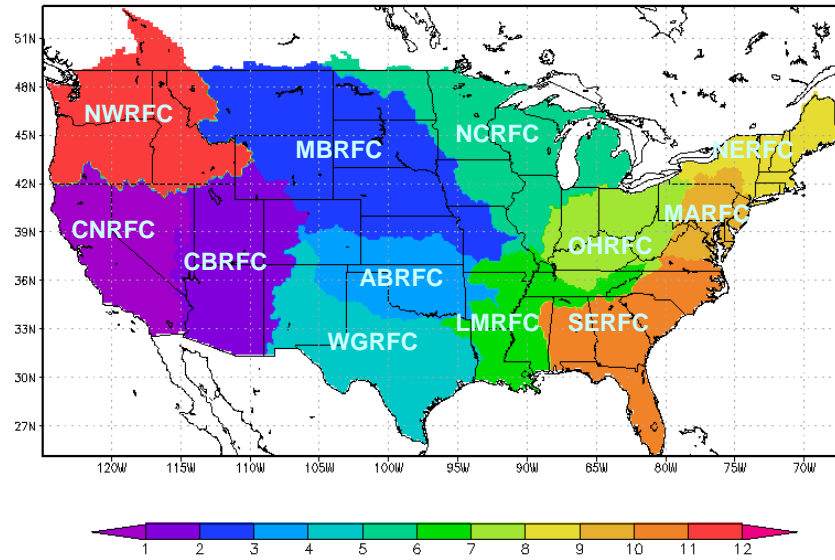 51N
48N
NWRFC
NCRFC
45N
MBRFC
NERFC
42N
MARFC
CNRFC
39N
OHRFC
CBRFC
ABRFC
36N
LMRFC
SERFC
33N
WGRFC
30N
27N
120W 115W 110W 105W 100W 95W 90W 85W 80W 75W 70W
1 2 3 4 5 6 7 8 9 10 11 12